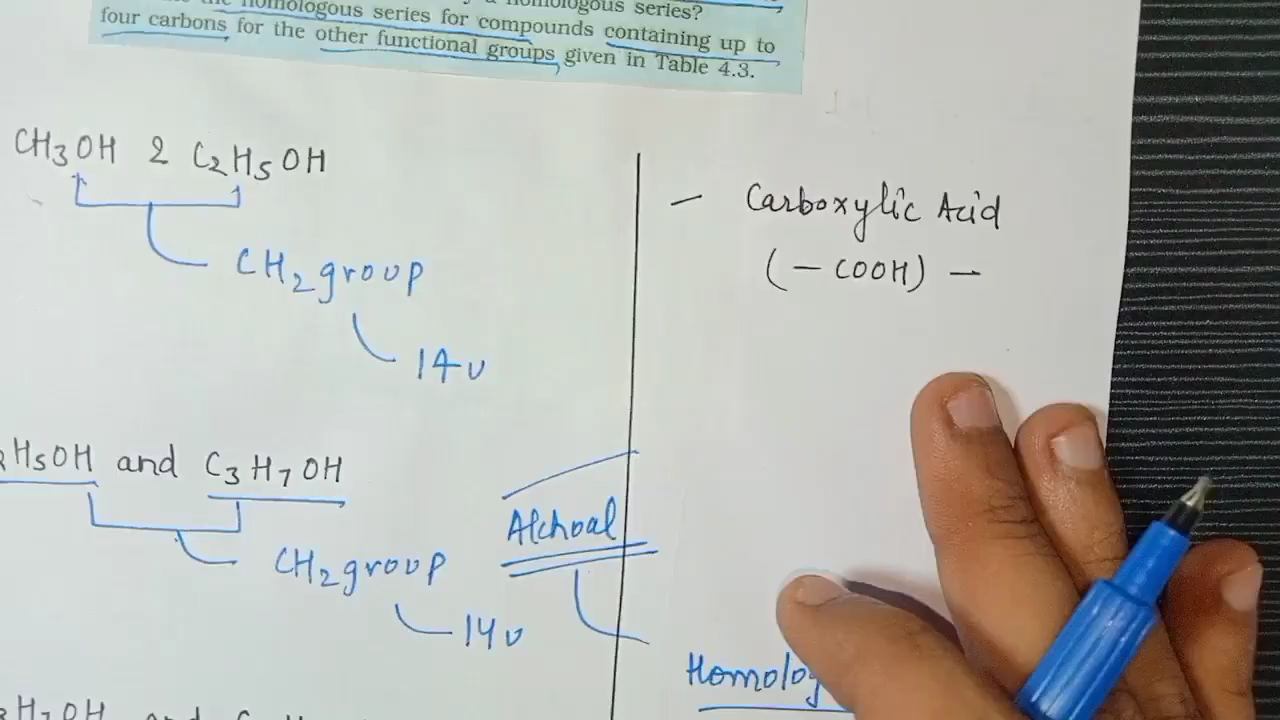 homologous series?
the homologous series for compounds containing up to
four carbons for the other functional groups given in Table 4.3.
CH3OH 2 C2H5OH
CH2 group
14u
H5OH and C3H7OH
CH2 group
14u
Alchoal
Carboxylic Acid
(-COOH) -
Homolog